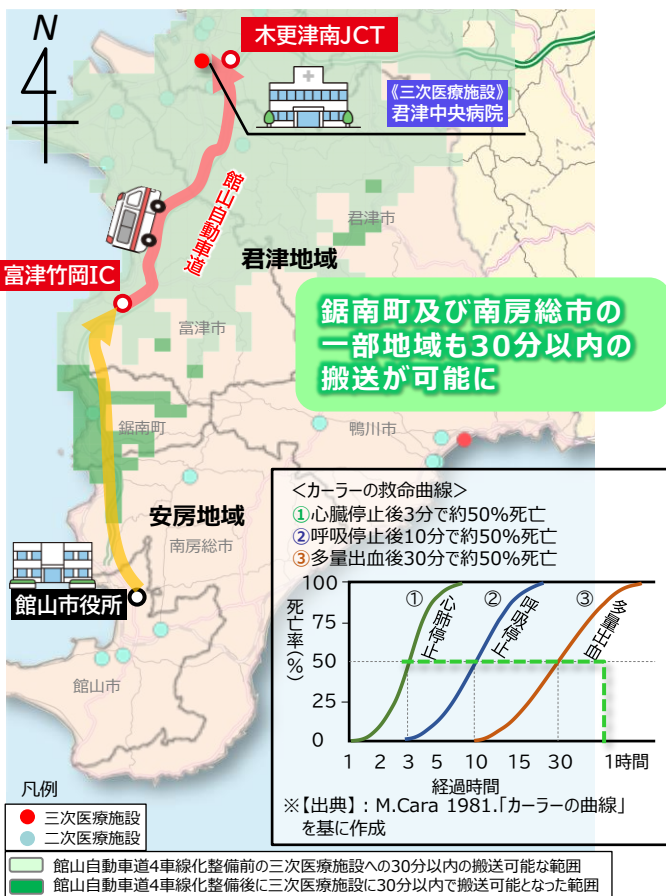 N
木更津南JCT
《三次医療施設》
君津中央病院
館山自動車道
君津市
君津地域
富津竹岡IC
富津市
鋸南町及び南房総市の
一部地域も30分以内の
搬送が可能に
鋸南町
鴨川市
安房地域
南房総市
館山市役所
館山市
＜カーラーの救命曲線＞
①心臓停止後3分で約50%死亡
②呼吸停止後10分で約50%死亡
③多量出血後30分で約50%死亡
死亡率(%)
100
75
50
25
0
① 心肺停止
② 呼吸停止
③ 多量出血
1 2 3 5 10 15 30 1時間
経過時間
※【出典】：M.Cara 1981.「カーラーの曲線」
を基に作成
凡例
三次医療施設
二次医療施設
館山自動車道4車線化整備前の三次医療施設への30分以内の搬送可能な範囲
館山自動車道4車線化整備後に三次医療施設に30分以内で搬送可能となった範囲